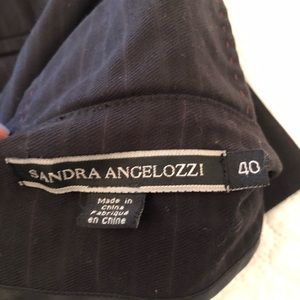 SANDRA ANGELOZZI
40
Made in
China
Fabriqué
en Chine